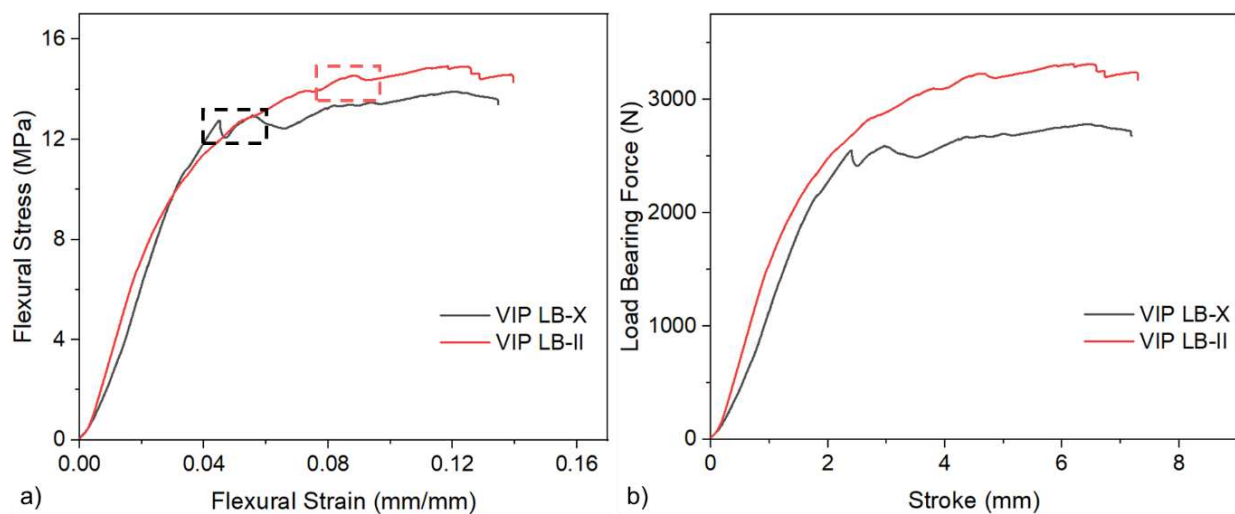 Flexural Stress (MPa)
16
12
8
4
0
0.00
0.04
0.08
0.12
0.16
VIP LB-X
VIP LB-II
a)
Flexural Strain (mm/mm)
Load Bearing Force (N)
3000
2000
1000
0
0
2
4
6
8
VIP LB-X
VIP LB-II
b)
Stroke (mm)